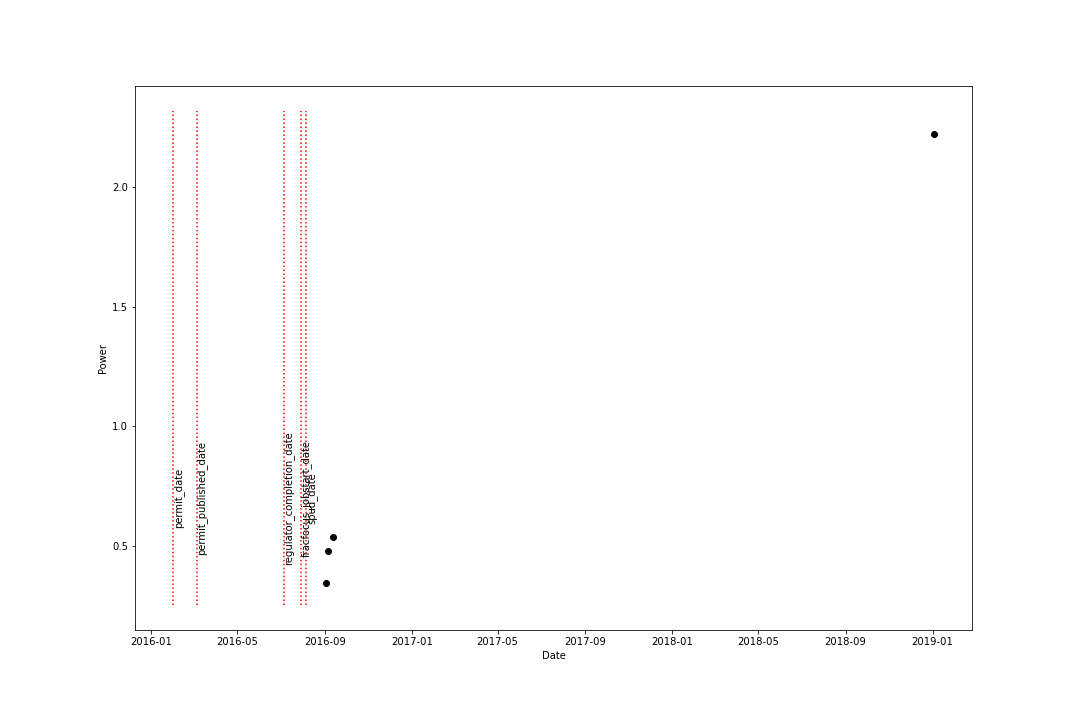 2.0
1.5
1.0
0.5
Power
permit_date
permit_published_date
regulator_completion_date
fracfocus_jobstart_date
spud_date
2016-01 2016-05 2016-09 2017-01 2017-05 2017-09 2018-01 2018-05 2018-09 2019-01
Date